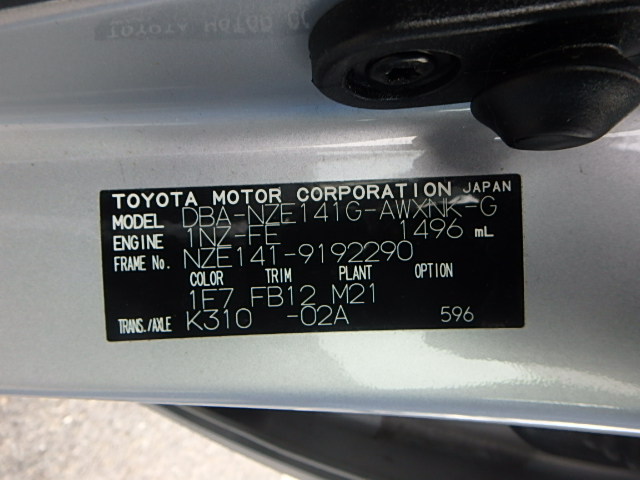 TOYOTA MOTOR CORPORATION JAPAN
MODEL DBA-NZE141G-AWXNK-G
ENGINE 1NZ-FE 1496 mL
FRAME No. NZE141-9192290
COLOR TRIM PLANT OPTION
1E7 FB12 M21
TRANS./AXLE K310 -02A 596